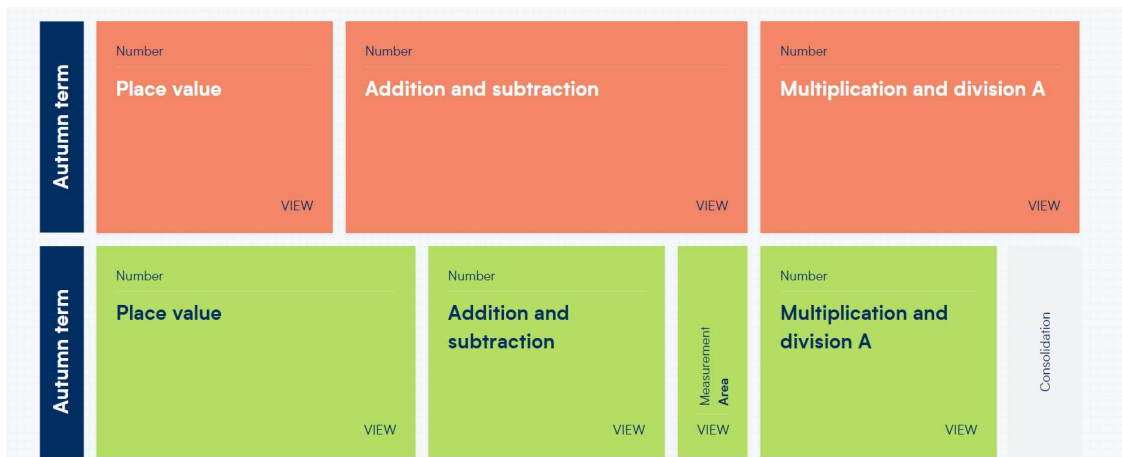 Autumn term
Number
Place value
VIEW
Number
Addition and subtraction
VIEW
Number
Multiplication and division A
VIEW
Autumn term
Number
Place value
VIEW
Number
Addition and
subtraction
VIEW
Measurement
Area
VIEW
Number
Multiplication and
division A
VIEW
Consolidation